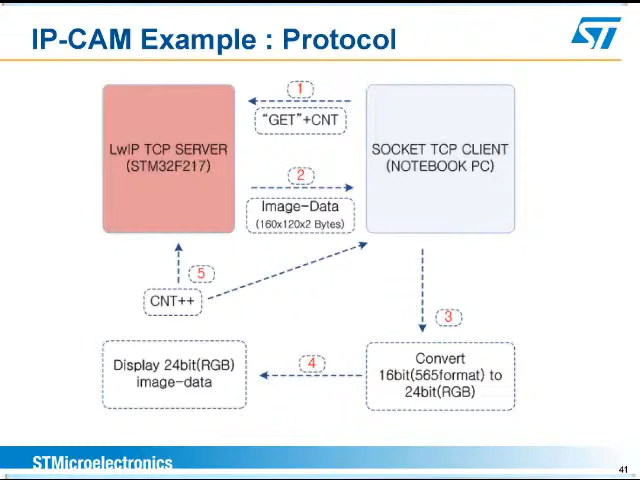 IP-CAM Example : Protocol
ST
1
"GET"+CNT
LwIP TCP SERVER
(STM32F217)
SOCKET TCP CLIENT
(NOTEBOOK PC)
2
Image-Data
(160x120x2 Bytes)
5
CNT++
3
Display 24bit(RGB)
image-data
4
Convert
16bit(565format) to
24bit(RGB)
STMicroelectronics
41